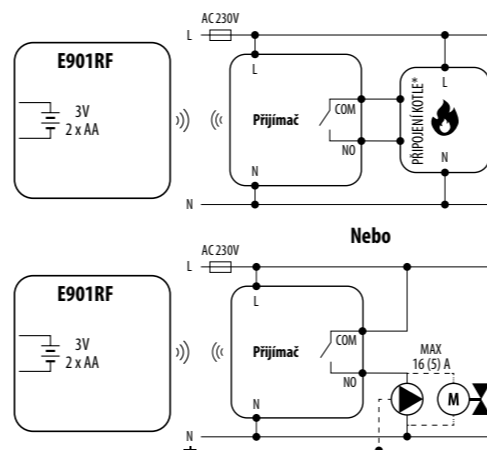 AC 230V
L
E901RF
3V
2 x AA
L
Přijímač
COM
NO
N
PŘIPOJENÍ KOTLE*
L
N
N
Nebo
AC 230V
L
E901RF
3V
2 x AA
L
Přijímač
COM
NO
N
MAX
16 (5) A
M
N